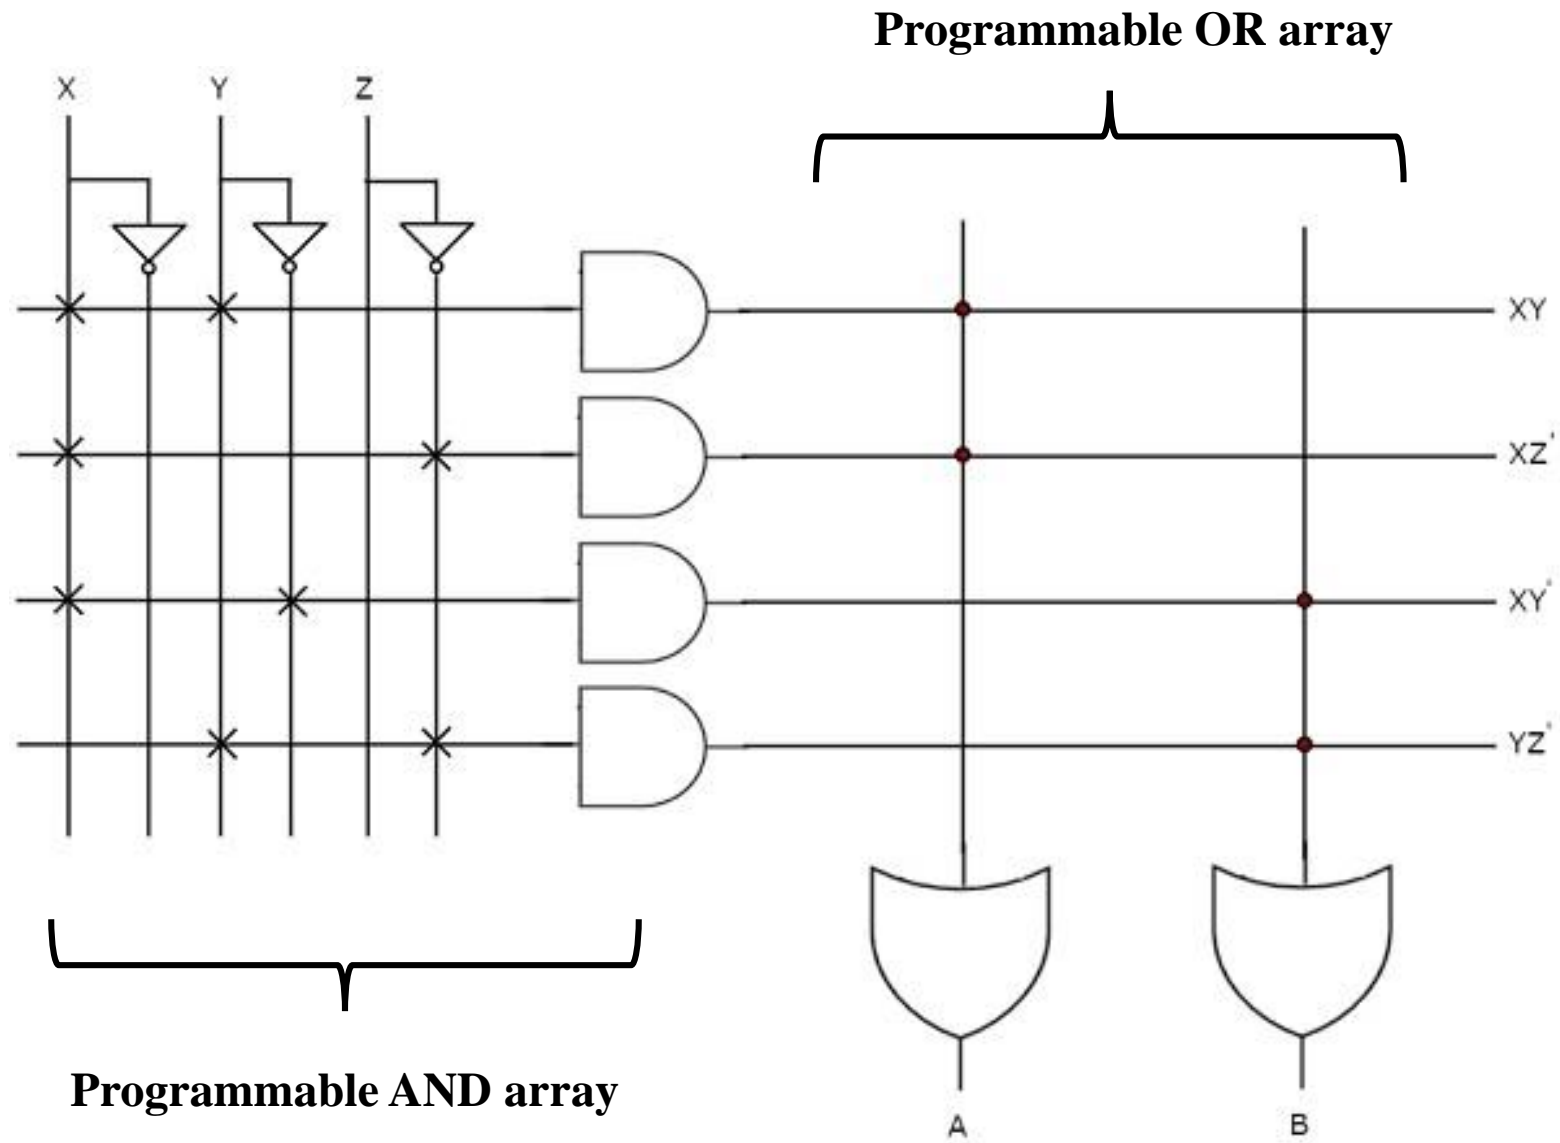 Programmable OR array
X Y Z
XY
XZ'
XY'
YZ'
Programmable AND array
A B